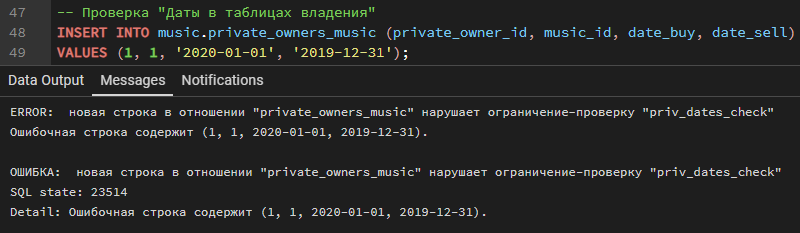 47 -- Проверка "Даты в таблицах владения"
48 INSERT INTO music.private_owners_music (private_owner_id, music_id, date_buy, date_sell)
49 VALUES (1, 1, '2020-01-01', '2019-12-31');
Data Output Messages Notifications
ERROR:  новая строка в отношении "private_owners_music" нарушает ограничение-проверку "priv_dates_check"
Ошибочная строка содержит (1, 1, 2020-01-01, 2019-12-31).
ОШИБКА:  новая строка в отношении "private_owners_music" нарушает ограничение-проверку "priv_dates_check"
SQL state: 23514
Detail: Ошибочная строка содержит (1, 1, 2020-01-01, 2019-12-31).